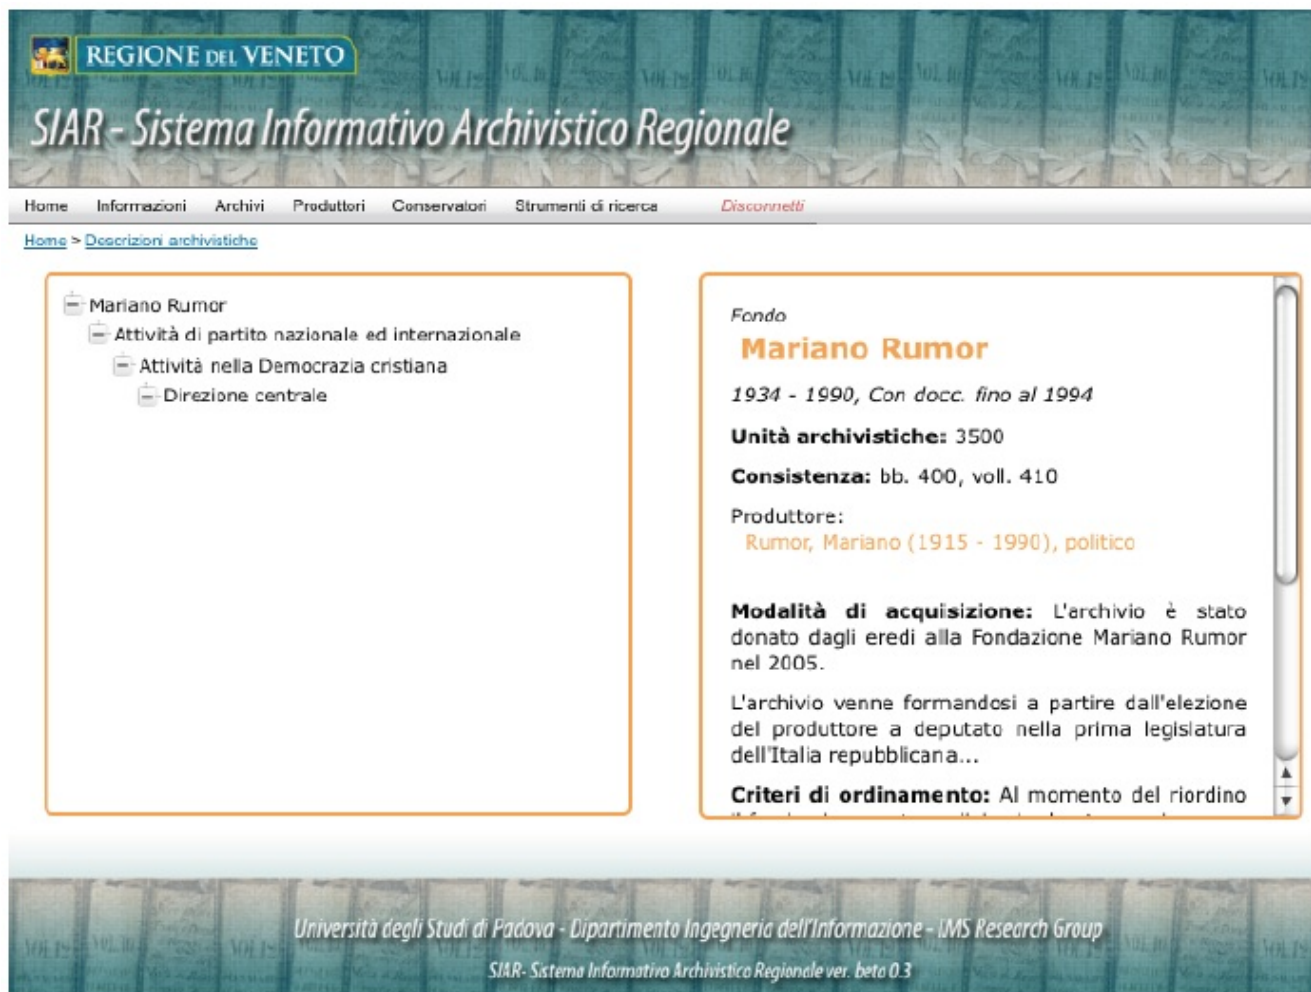 REGIONE DEL VENETO
SIAR - Sistema Informativo Archivistico Regionale
Home Informazioni Archivi Produttori Conservatori Strumenti di ricerca Disconnetti
Home > Descrizioni archivistiche
Mariano Rumor
Attività di partito nazionale ed internazionale
Attività nella Democrazia cristiana
Direzione centrale
Fondo
Mariano Rumor
1934 - 1990, Con docc. fino al 1994
Unità archivistiche: 3500
Consistenza: bb. 400, voll. 410
Produttore:
Rumor, Mariano (1915 - 1990), politico
Modalità di acquisizione: L'archivio è stato
donato dagli eredi alla Fondazione Mariano Rumor
nel 2005.
L'archivio venne formandosi a partire dall'elezione
del produttore a deputato nella prima legislatura
dell'Italia repubblicana...
Criteri di ordinamento: Al momento del riordino
Università degli Studi di Padova - Dipartimento Ingegneria dell'Informazione - IMS Research Group
SIAR- Sistema Informativo Archivistico Regionale ver. beta 0.3